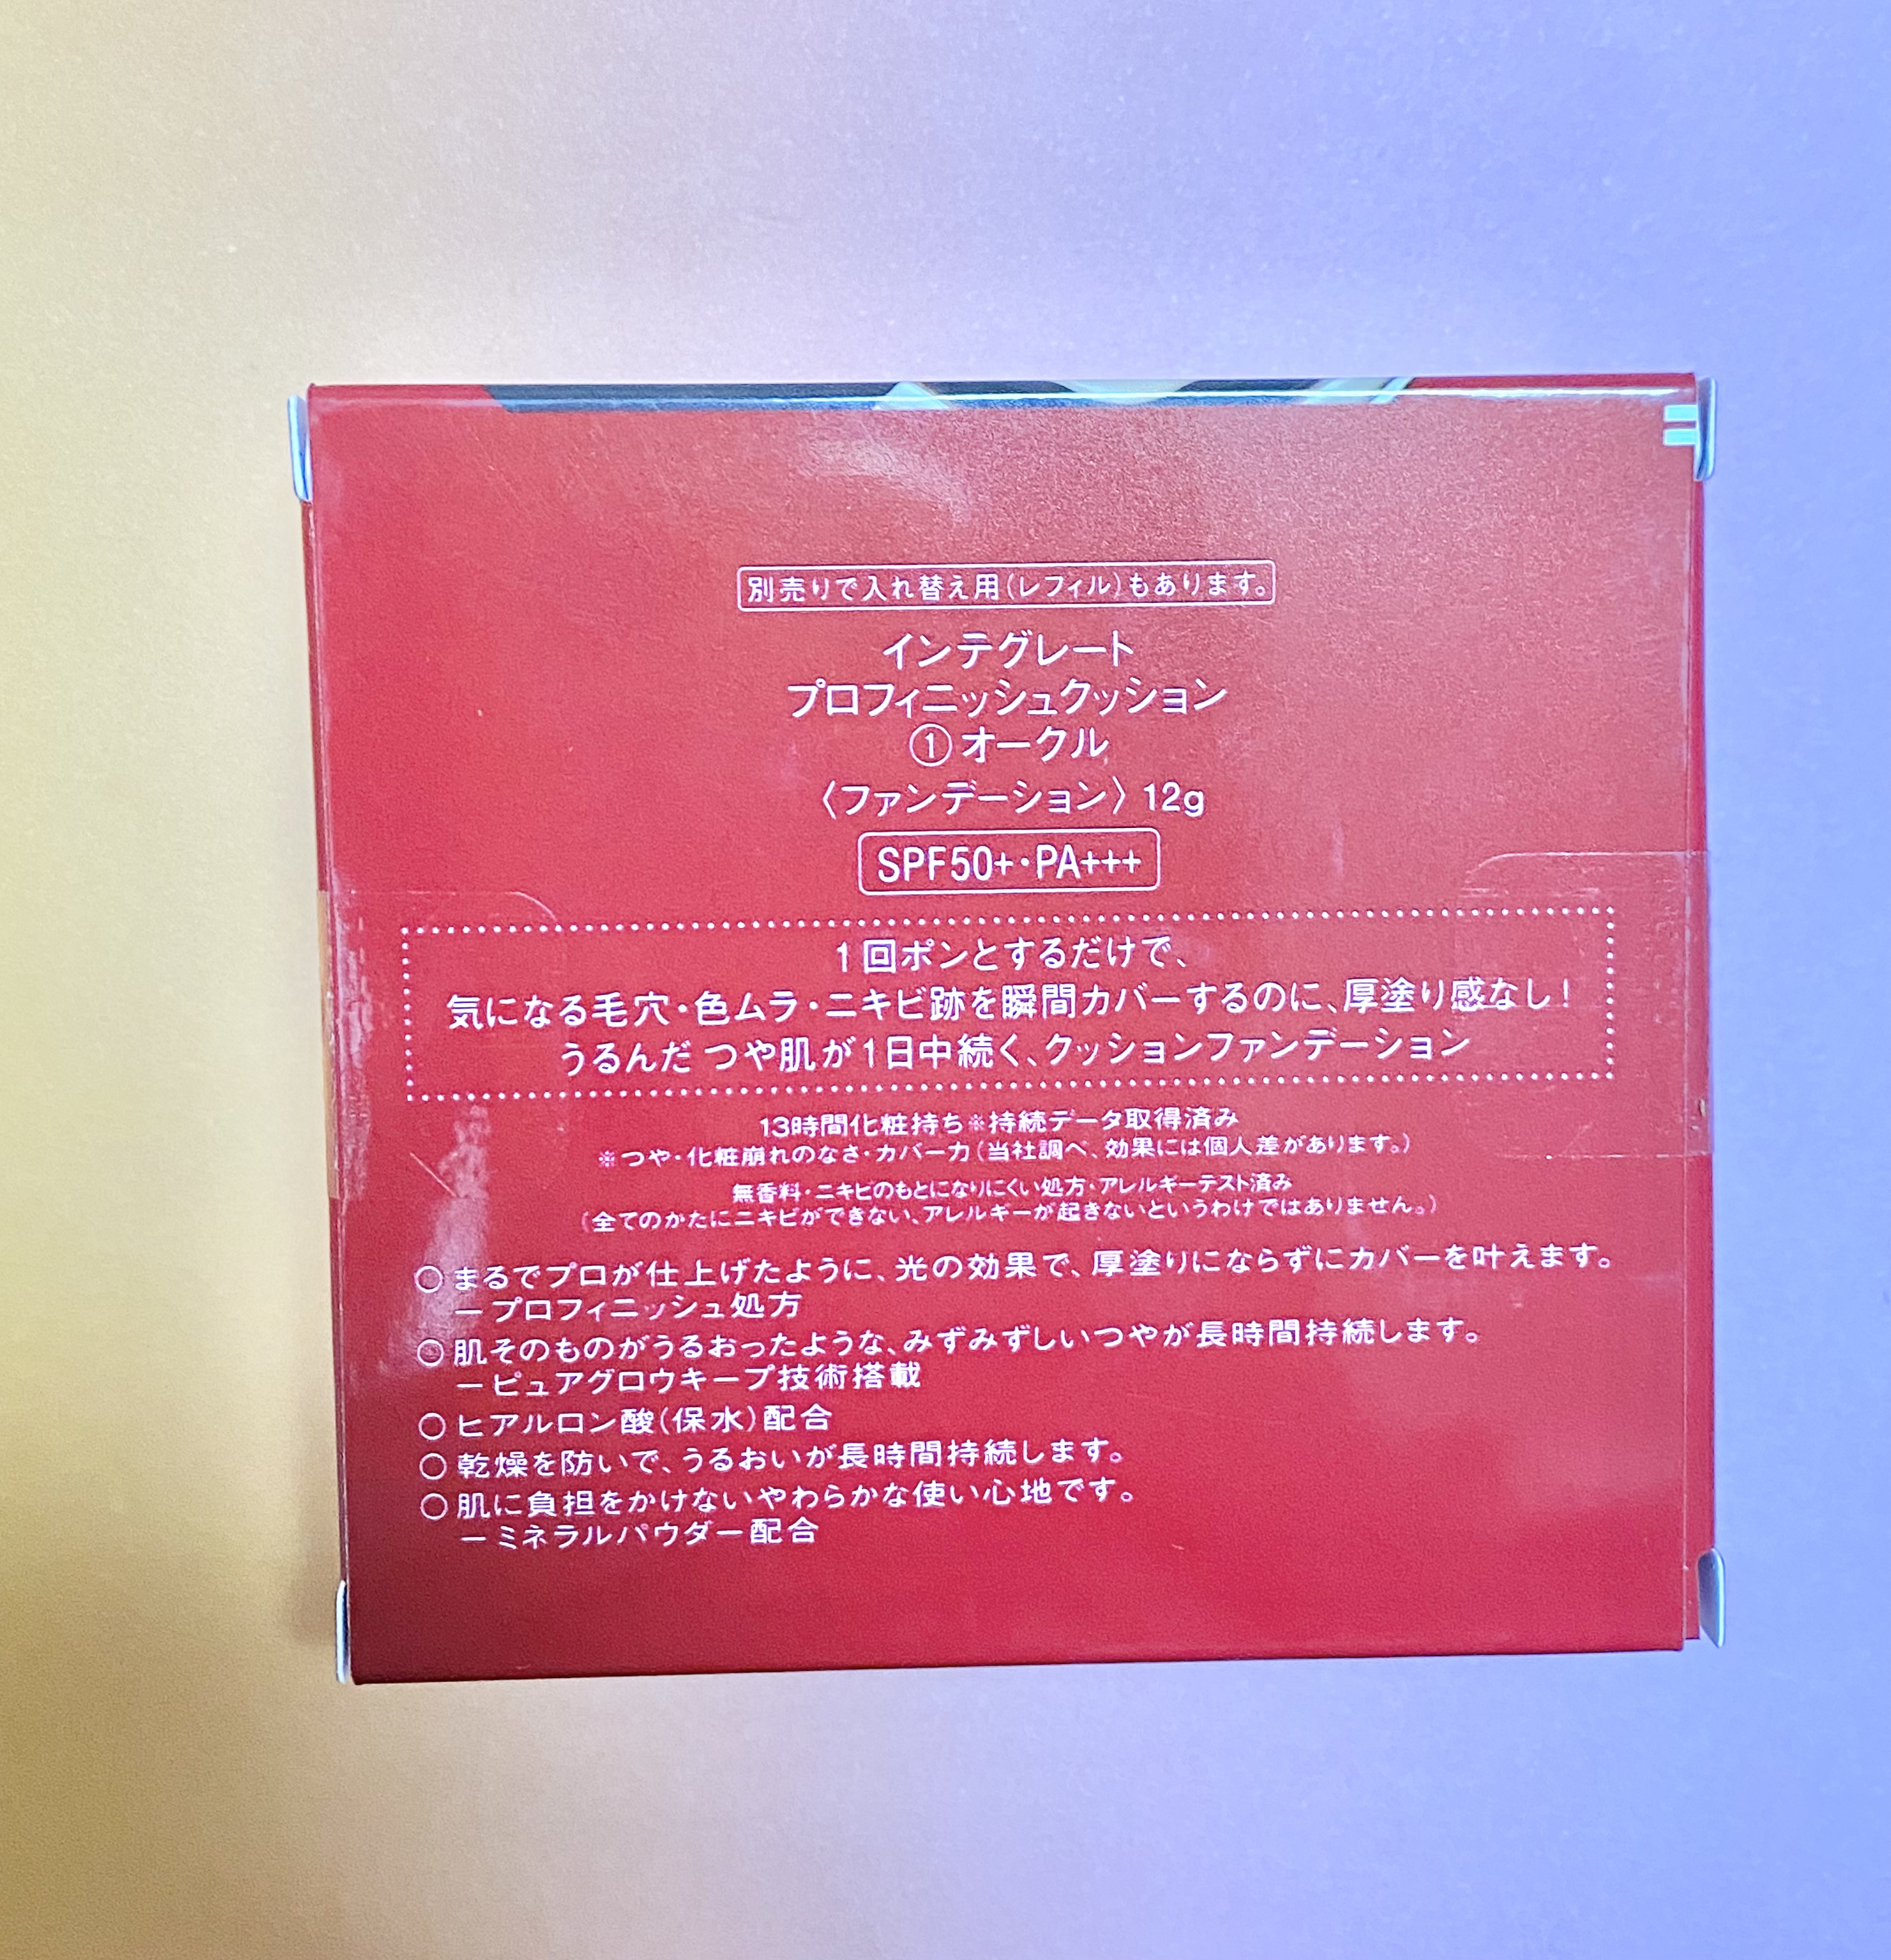 別売りで入れ替え用(レフィル)もあります。
インテグレート
プロフィニッシュクッション
① オークル
〈ファンデーション〉12g
SPF50+・PA+++
1回ポンとするだけで、
気になる毛穴・色ムラ・ニキビ跡を瞬間カバーするのに、厚塗り感なし!
うるんだ つや肌が1日中続く、クッションファンデーション
13時間化粧持ち※持続データ取得済み
※つや・化粧崩れのなさ・カバー力(当社調べ、効果には個人差があります。)
無香料・ニキビのもとになりにくい処方・アレルギーテスト済み
(全てのかたにニキビができない、アレルギーが起きないというわけではありません。)
○ まるでプロが仕上げたように、光の効果で、厚塗りにならずにカバーを叶えます。
ープロフィニッシュ処方
○ 肌そのものがうるおったような、みずみずしいつやが長時間持続します。
ーピュアグロウキープ技術搭載
○ ヒアルロン酸(保水)配合
○ 乾燥を防いで、うるおいが長時間持続します。
○ 肌に負担をかけないやわらかな使い心地です。
ーミネラルパウダー配合